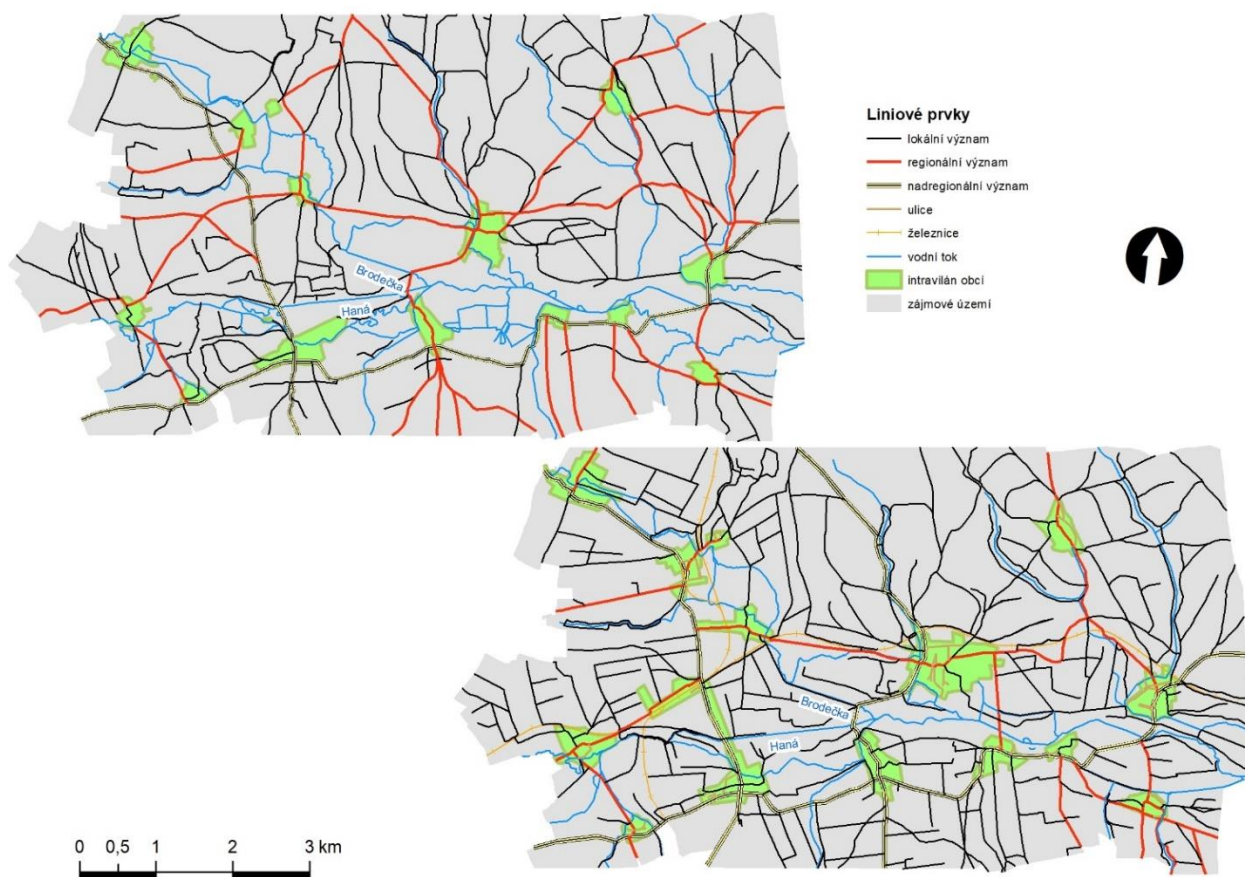 Liniové prvky
lokální význam
regionální význam
nadregionální význam
ulice
železnice
vodní tok
intravilán obcí
zájmové území
Brodečka
Haná
Brodečka
Haná
0 0,5 1 2 3 km